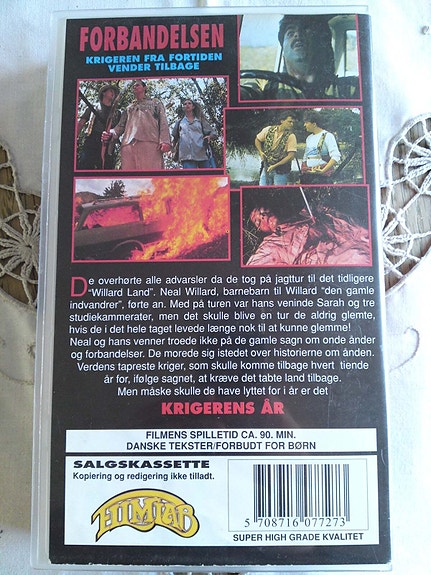 FORBANDELSEN
KRIGEREN FRA FORTIDEN
VENDER TILBAGE
De overhørte alle advarsler da de tog på jagttur til det tidligere
"Willard Land". Neal Willard, barnebarn til Willard "den gamle
indvandrer", førte an. Med på turen var hans veninde Sarah og tre
studiekammerater, men det skulle blive en tur de aldrig glemte,
hvis de i det hele taget levede længe nok til at kunne glemme!
Neal og hans venner troede ikke på de gamle sagn om onde ånder
og forbandelser. De morede sig istedet over historierne om ånden.
Verdens tapreste kriger, som skulle komme tilbage hvert tiende
år for, ifølge sagnet, at kræve det tabte land tilbage.
Men måske skulle de have lyttet for i år er det
KRIGERENS ÅR
FILMENS SPILLETID CA. 90. MIN.
DANSKE TEKSTER/FORBUDT FOR BØRN
SALGSKASSETTE
Kopiering og redigering ikke tilladt.
FILMLAB
5 708716 077273
SUPER HIGH GRADE KVALITET